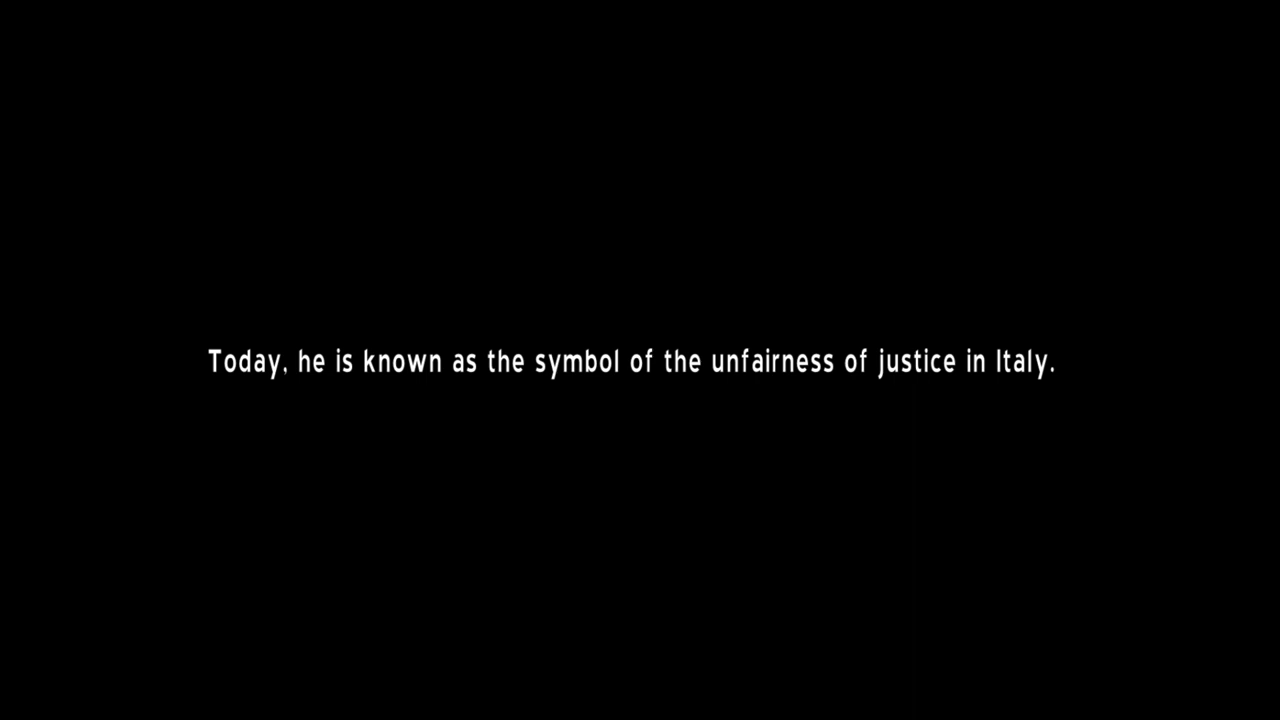 Today, he is known as the symbol of the unfairness of justice in Italy.